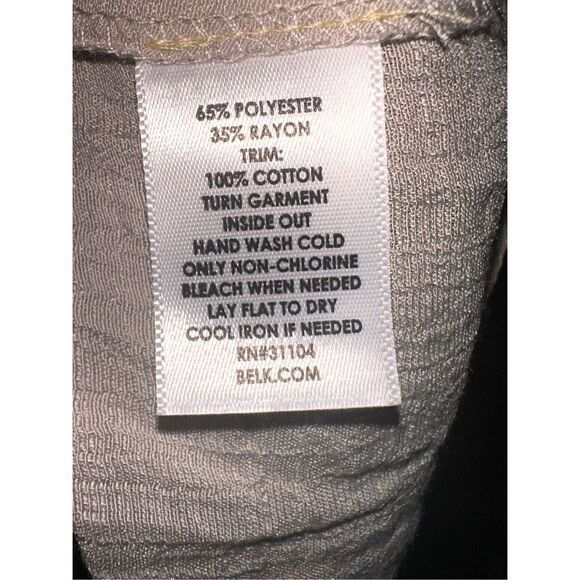 65% POLYESTER
35% RAYON
TRIM:
100% COTTON
TURN GARMENT
INSIDE OUT
HAND WASH COLD
ONLY NON-CHLORINE
BLEACH WHEN NEEDED
LAY FLAT TO DRY
COOL IRON IF NEEDED
RN#31104
BELK.COM